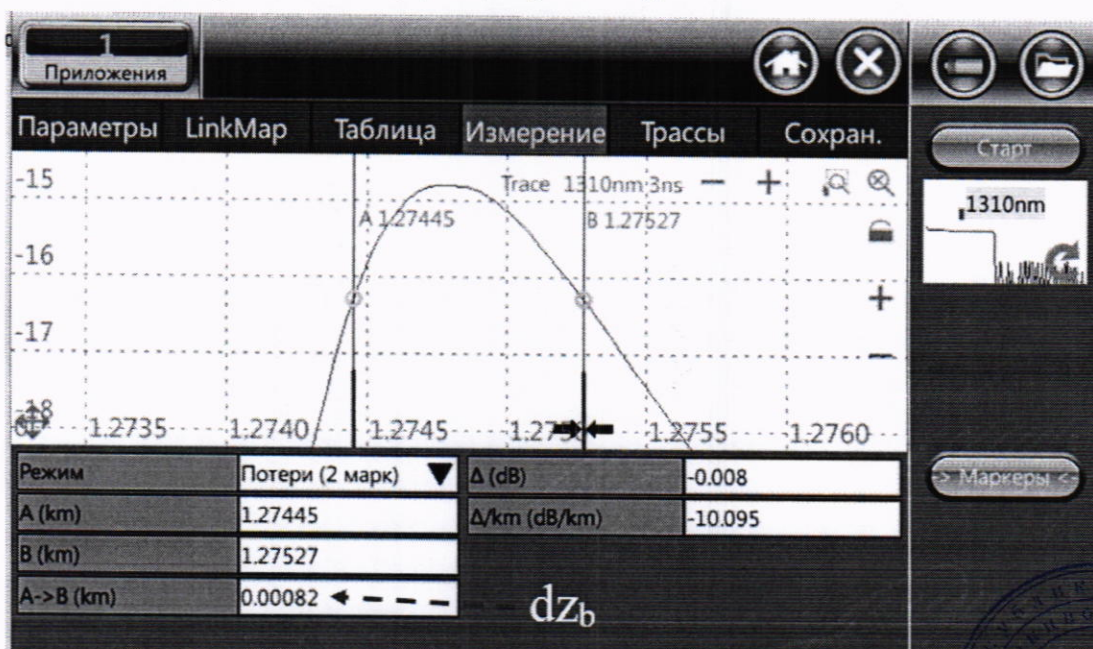 1
Приложения
Параметры LinkMap Таблица Измерение Трассы Сохран.
Старт
-15
Trace 1310nm 3ns
A 1.27445
B 1.27527
1310nm
-16
-17
-18
1.2735 1.2740 1.2745 1.2755 1.2760
Режим Потери (2 марк) Δ (dB) -0.008
A (km) 1.27445 Δ/km (dB/km) -10.095
B (km) 1.27527
A->B (km) 0.00082
dzb
-> Маркеры <-